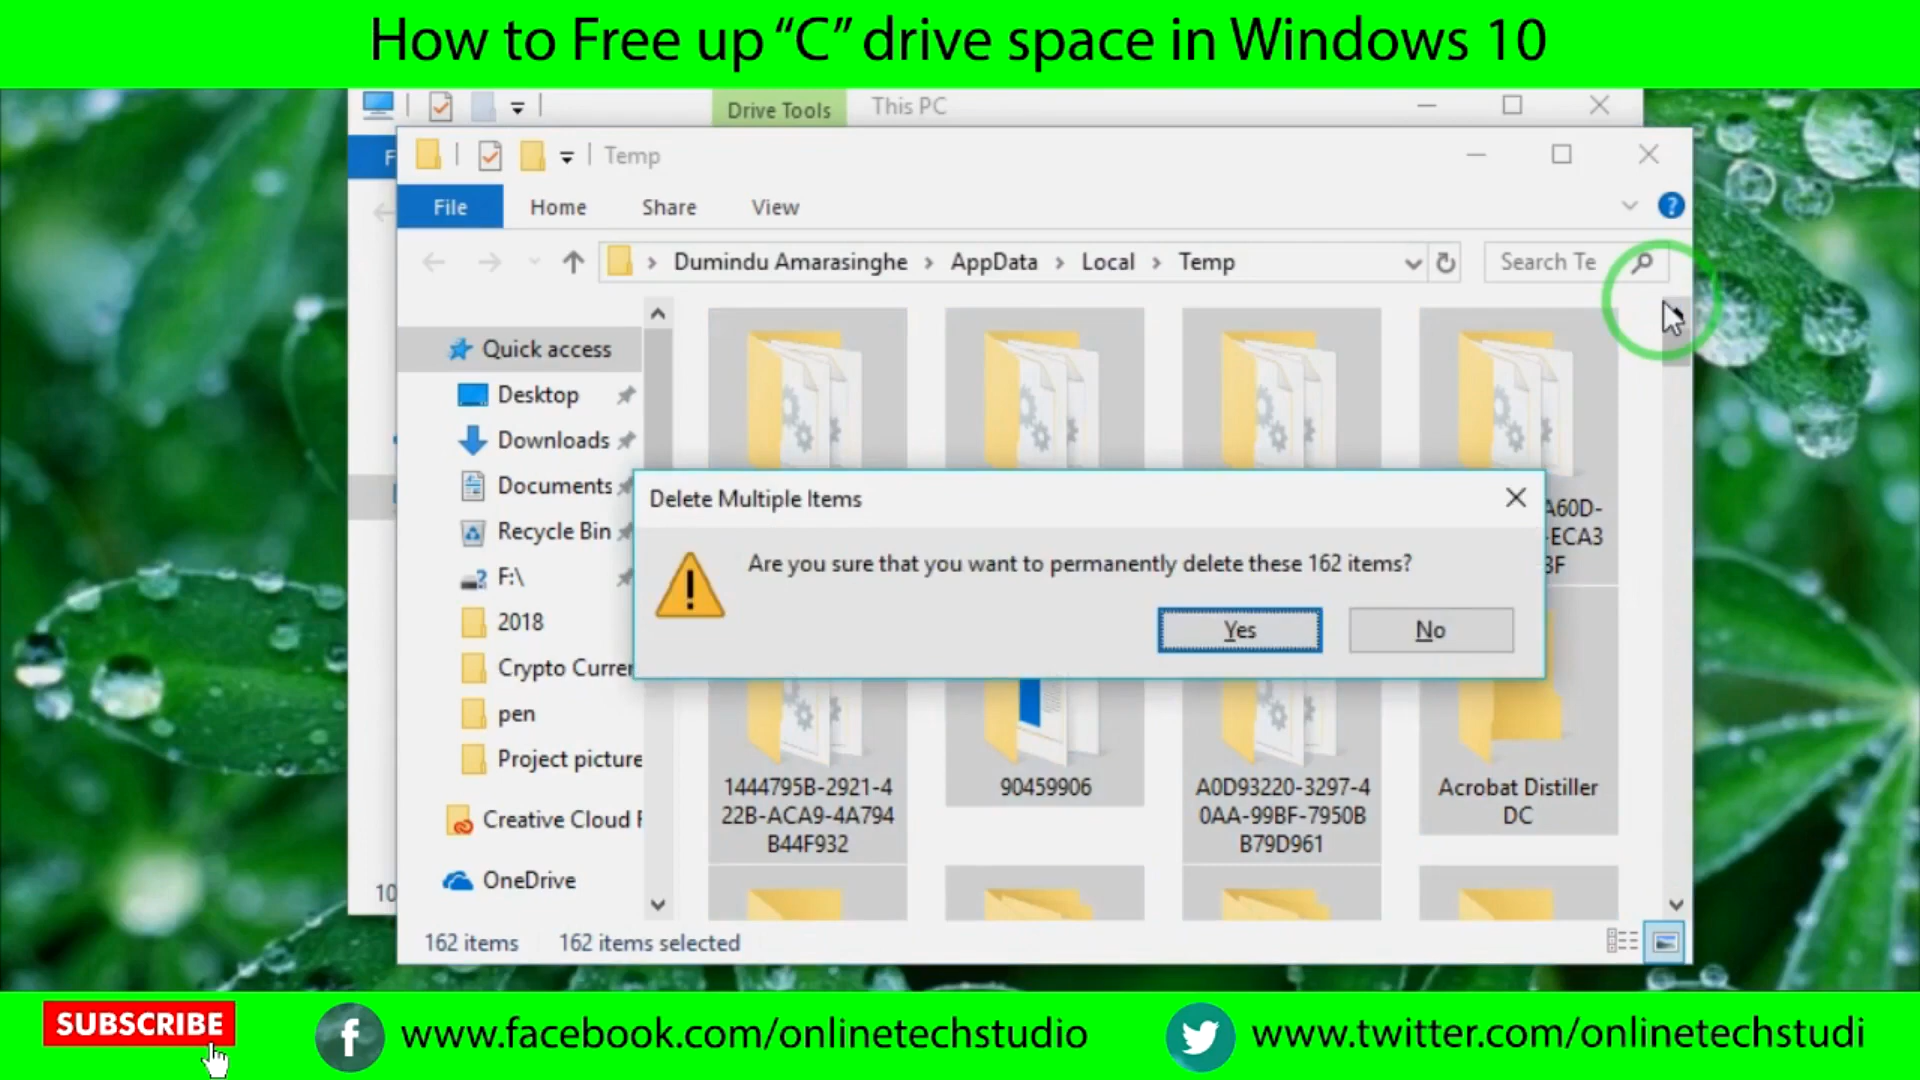 How to Free up “C” drive space in Windows 10
Drive Tools
This PC
Temp
File
Home
Share
View
Dumindu Amarasinghe
AppData
Local
Temp
Search Te
Quick access
Desktop
Downloads
Documents
Recycle Bin
F:\
2018
Crypto Curren
pen
Project picture
Creative Cloud F
OneDrive
Delete Multiple Items
Are you sure that you want to permanently delete these 162 items?
Yes
No
A60D-
-ECA3
3F
1444795B-2921-4
22B-ACA9-4A794
B44F932
90459906
A0D93220-3297-4
0AA-99BF-7950B
B79D961
Acrobat Distiller
DC
10
162 items
162 items selected
SUBSCRIBE
www.facebook.com/onlinetechstudio
www.twitter.com/onlinetechstudi